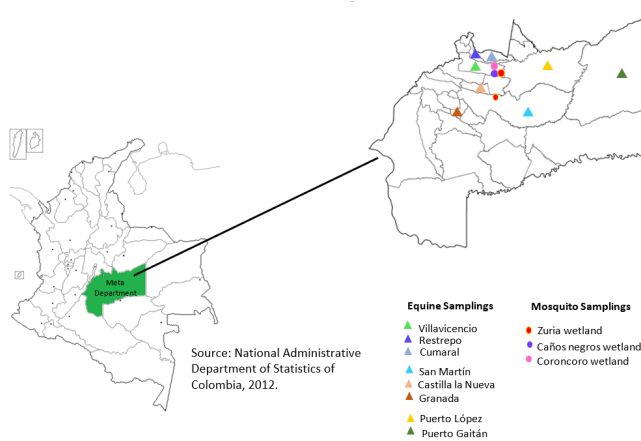 Meta
Department
Source: National Administrative
Department of Statistics of
Colombia, 2012.
Equine Samplings
Villavicencio
Restrepo
Cumaral
San Martín
Castilla la Nueva
Granada
Puerto López
Puerto Gaitán
Mosquito Samplings
Zuria wetland
Caños negros wetland
Coroncoro wetland